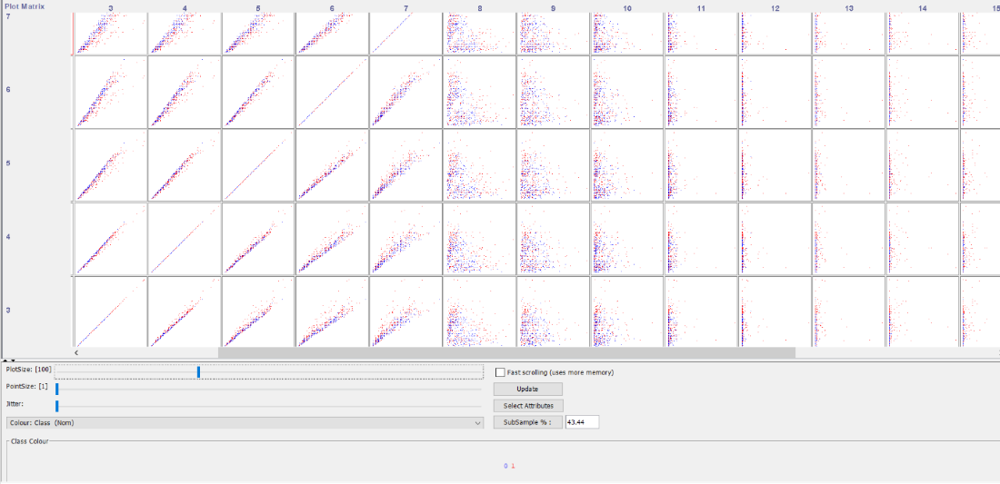 Plot Matrix 3 4 5 6 7 8 9 10 11 12 13 14 15
7
6
5
4
3
PlotSize: [100]
Fast scrolling (uses more memory)
PointSize: [1]
Update
Jitter:
Select Attributes
Colour: Class (Nom)
SubSample % :
43.44
Class Colour
0 1